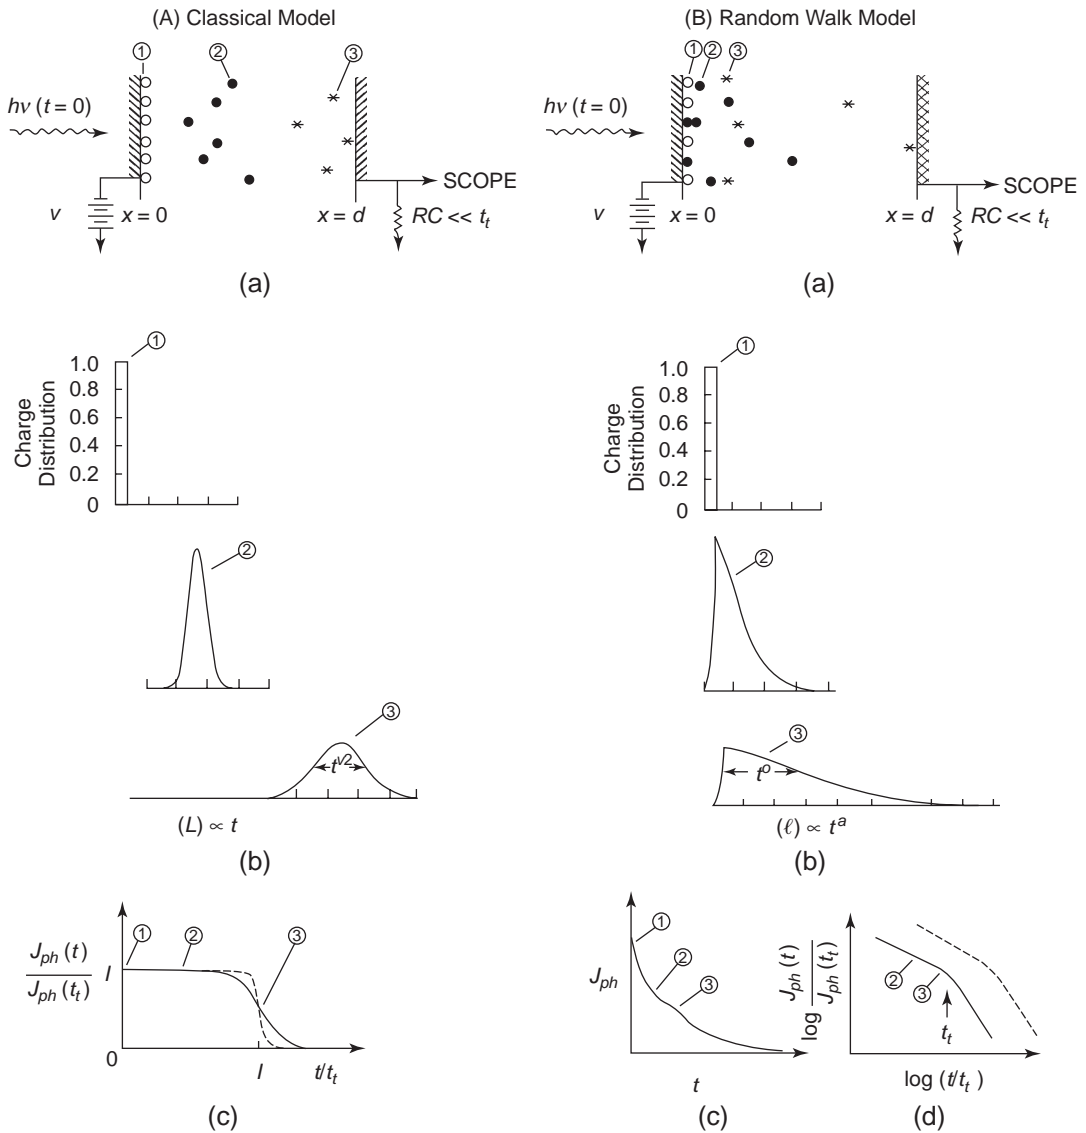 (A) Classical Model
① ② ③
hν (t = 0)
SCOPE
v x = 0 x = d RC << t_t
(a)
① 
1.0
0.8
0.6
0.4
0.2
0
Charge
Distribution
②
③
t^{v2}
(L) ∝ t
(b)
① ② ③
J_ph (t)
J_ph (t_t)
I
0
I t/t_t
(c)
(B) Random Walk Model
① ② ③
hν (t = 0)
SCOPE
v x = 0 x = d RC << t_t
(a)
①
1.0
0.8
0.6
0.4
0.2
0
Charge
Distribution
②
③
t^o
(ℓ) ∝ t^a
(b)
①
②
③
J_ph
t
(c)
log J_ph (t)
J_ph (t_t)
②
③
t_t
log (t/t_t)
(d)